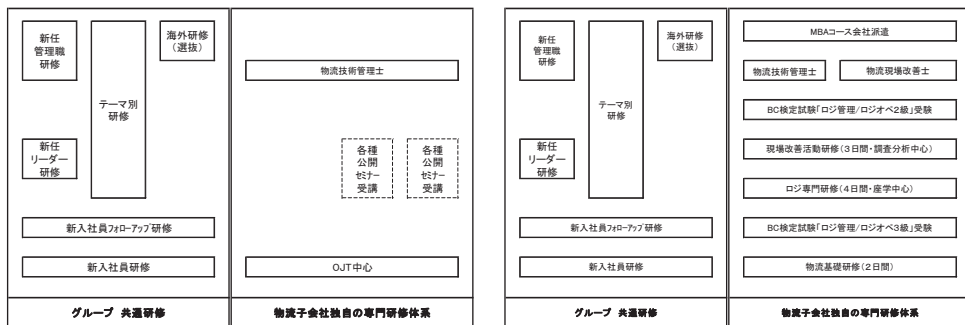 新任
管理職
研修
テーマ別
研修
海外研修
(選抜)
新任
リーダー
研修
新入社員フォローアップ研修
新入社員研修
グループ 共通研修
物流技術管理士
各種
公開
セミナー
受講
各種
公開
セミナー
受講
OJT中心
物流子会社独自の専門研修体系
新任
管理職
研修
テーマ別
研修
海外研修
(選抜)
新任
リーダー
研修
新入社員フォローアップ研修
新入社員研修
グループ 共通研修
MBAコース会社派遣
物流技術管理士
物流現場改善士
BC検定試験「ロジ管理/ロジオペ2級」受験
現場改善活動研修(3日間・調査分析中心)
ロジ専門研修(4日間・座学中心)
BC検定試験「ロジ管理/ロジオペ3級」受験
物流基礎研修(2日間)
物流子会社独自の専門研修体系